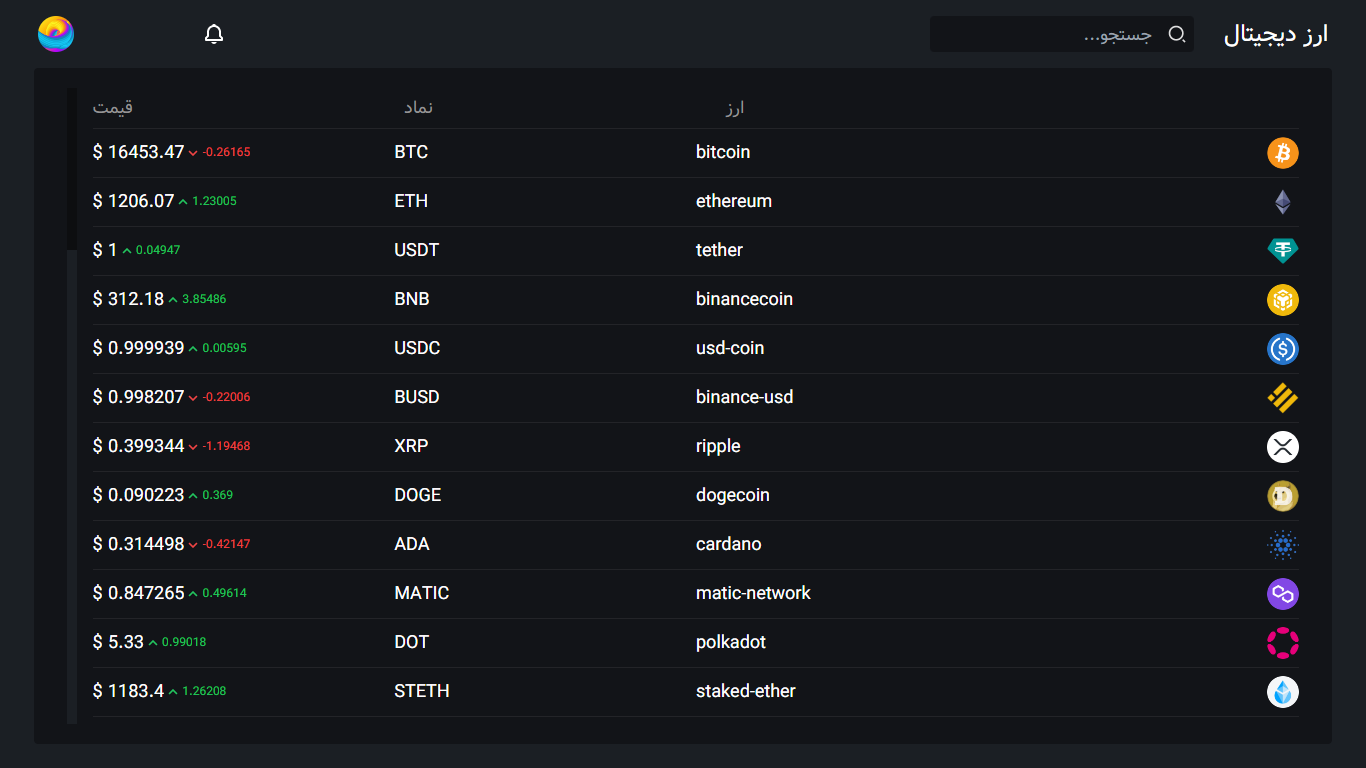 ارز دیجیتال
جستجو...
ارز نماد قیمت
bitcoin BTC $ 16453.47 -0.26165
ethereum ETH $ 1206.07 1.23005
tether USDT $ 1 0.04947
binancecoin BNB $ 312.18 3.85486
usd-coin USDC $ 0.999939 0.00595
binance-usd BUSD $ 0.998207 -0.22006
ripple XRP $ 0.399344 -1.19468
dogecoin DOGE $ 0.090223 0.369
cardano ADA $ 0.314498 -0.42147
matic-network MATIC $ 0.847265 0.49614
polkadot DOT $ 5.33 0.99018
staked-ether STETH $ 1183.4 1.26208